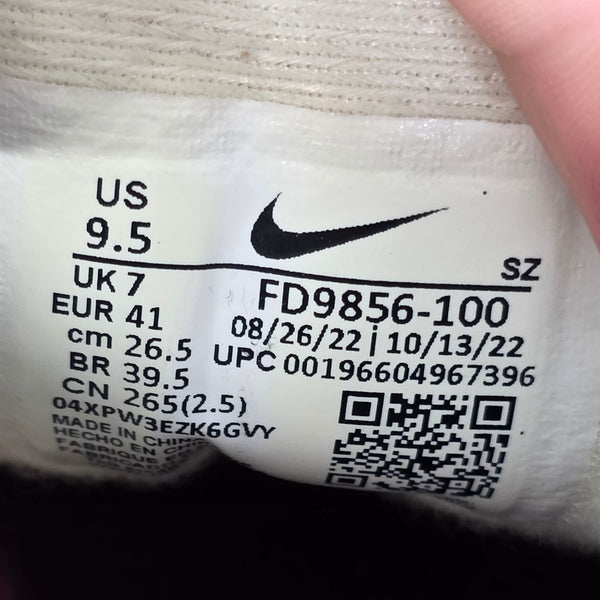 US
9.5
SZ
UK 7
FD9856-100
EUR 41
08/26/22 | 10/13/22
cm 26.5
UPC 00196604967396
BR 39.5
CN 265(2.5)
04XPW3EZK6GVY
MADE IN CHINA
HECHO EN